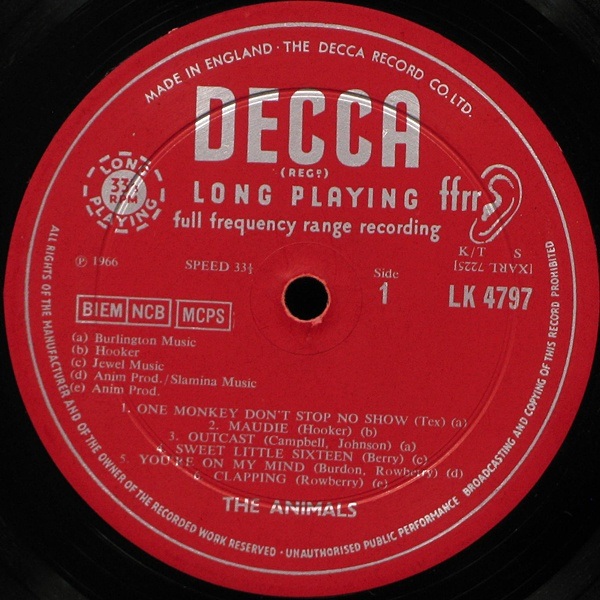 MADE IN ENGLAND · THE DECCA RECORD CO. LTD.
DECCA
(REGD)
LONG PLAYING
ffrr
full frequency range recording
LONG
33⅓
RPM
PLAYING
℗ 1966
SPEED 33⅓
Side
1
K/T
S
(XARL 7225)
LK 4797
BIEM NCB MCPS
(a) Burlington Music
(b) Hooker
(c) Jewel Music
(d) Anim Prod./Slamina Music
(e) Anim Prod.
1. ONE MONKEY DON'T STOP NO SHOW (Tex) (a)
2. MAUDIE (Hooker) (b)
3. OUTCAST (Campbell, Johnson) (a)
4. SWEET LITTLE SIXTEEN (Berry) (c)
5. YOU'RE ON MY MIND (Burdon, Rowberry) (d)
6. CLAPPING (Rowberry) (e)
THE ANIMALS
ALL RIGHTS OF THE MANUFACTURER AND OF THE OWNER OF THE RECORDED WORK RESERVED · UNAUTHORISED PUBLIC PERFORMANCE BROADCASTING AND COPYING OF THIS RECORD PROHIBITED